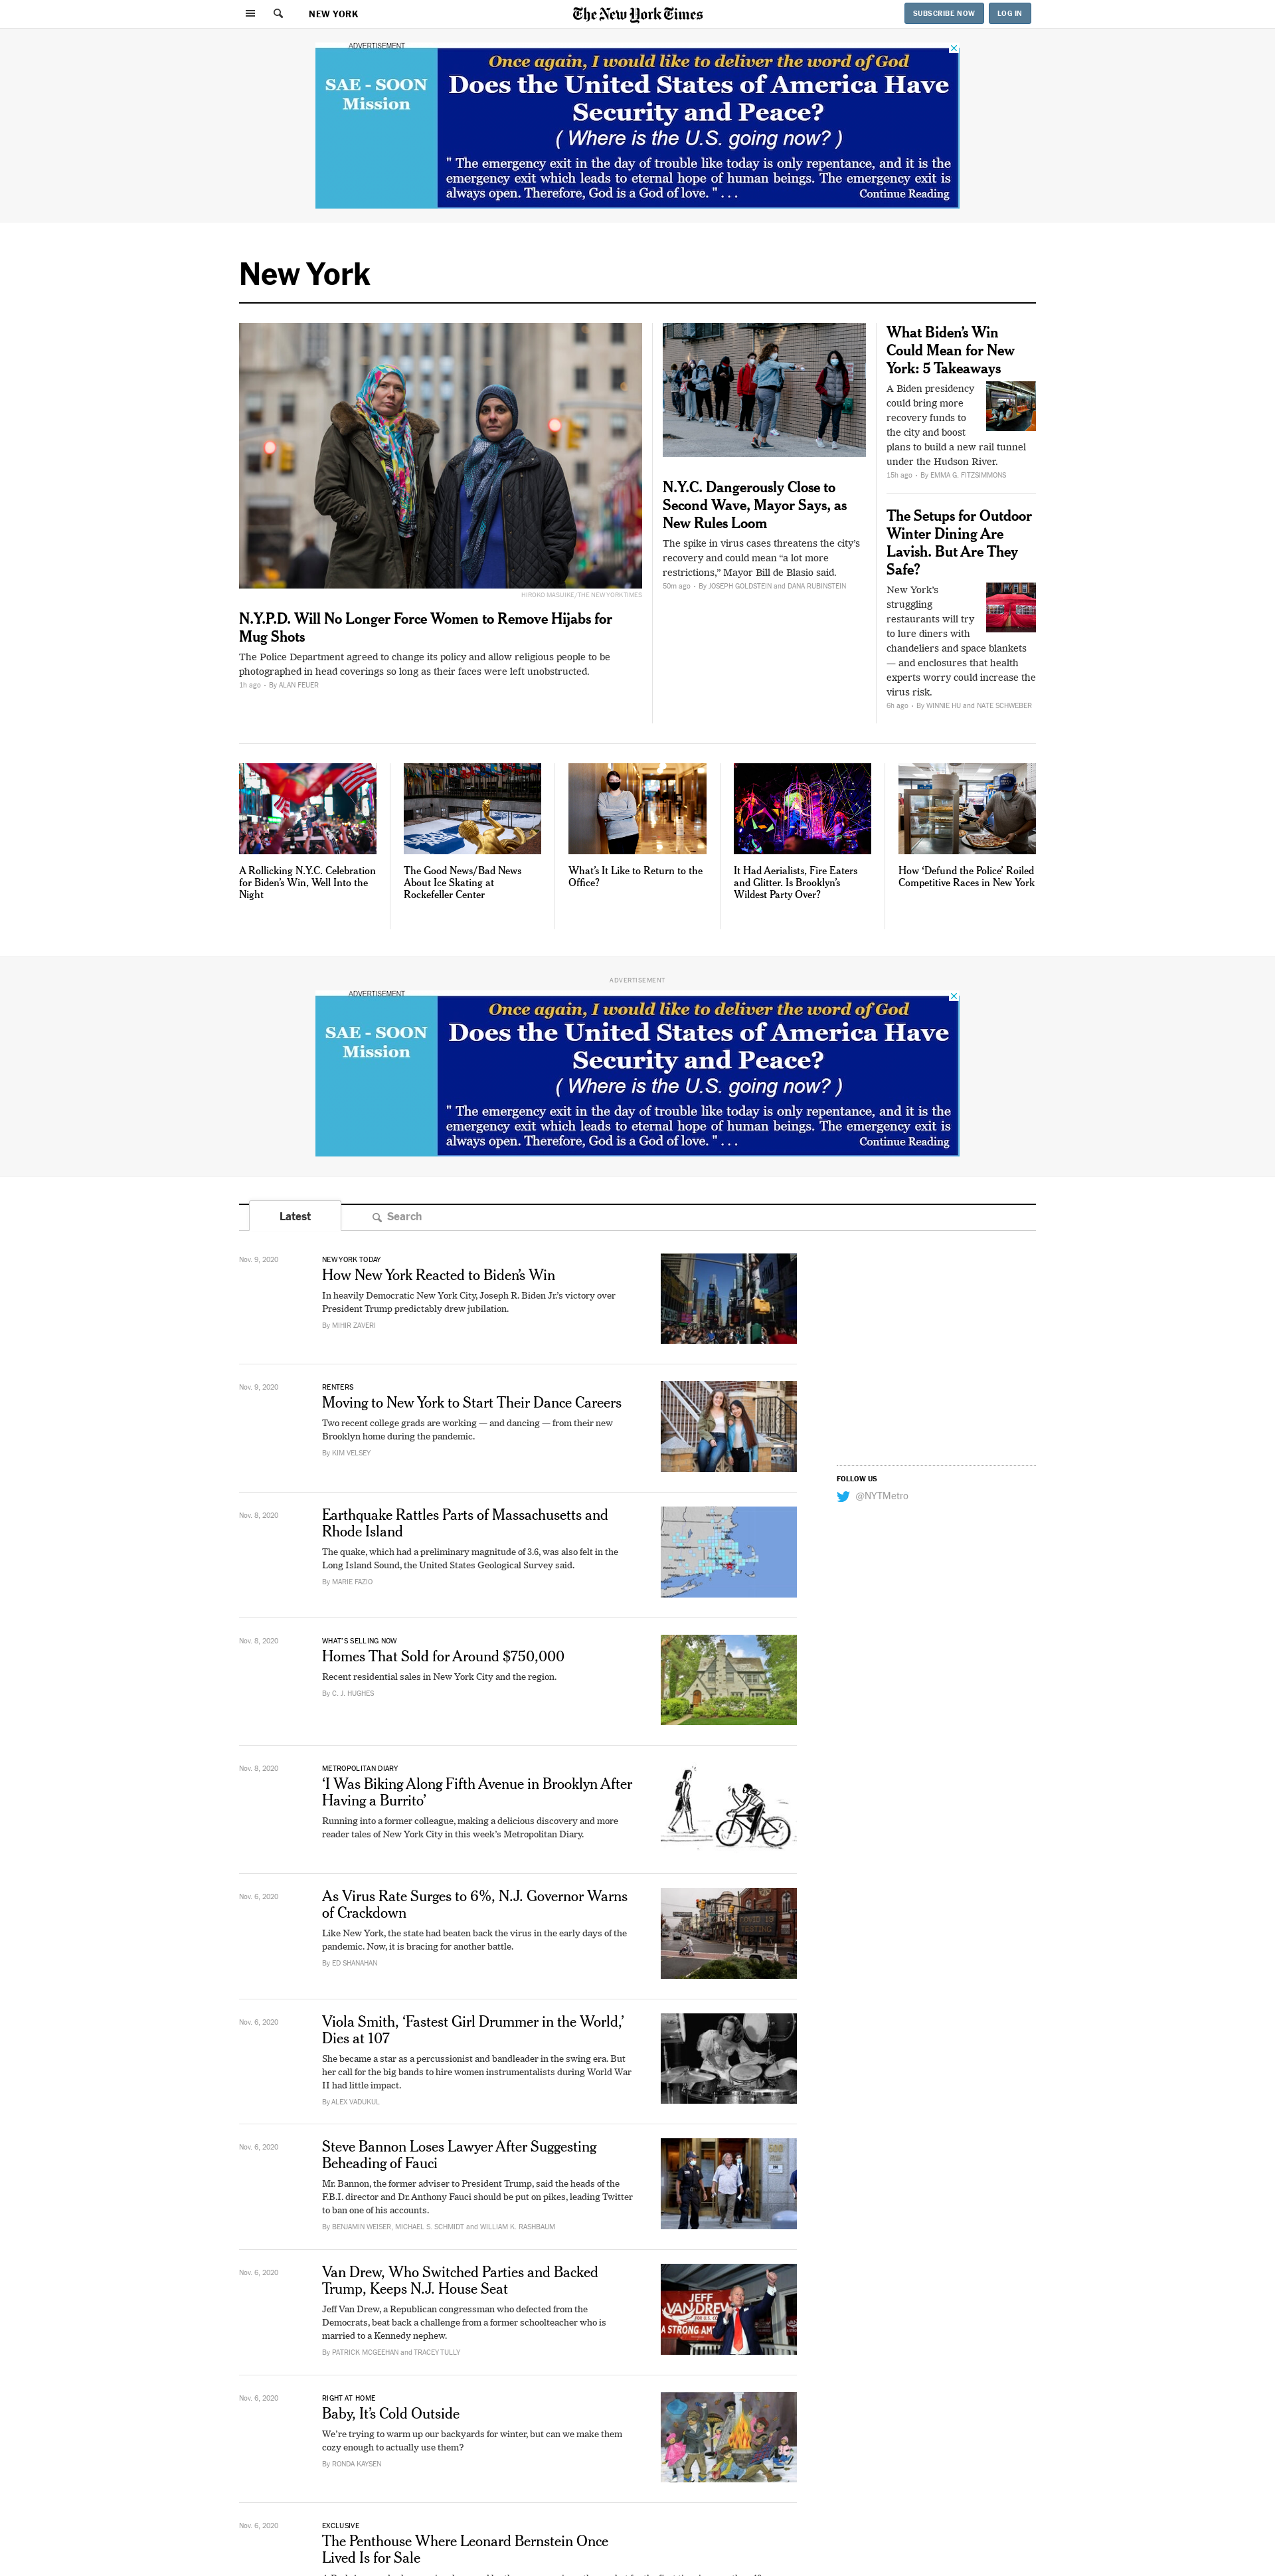 NEW YORK
The New York Times
SUBSCRIBE NOW
LOG IN
ADVERTISEMENT
SAE - SOON
Mission
Once again, I would like to deliver the word of God
Does the United States of America Have
Security and Peace?
( Where is the U.S. going now? )
" The emergency exit in the day of trouble like today is only repentance, and it is the
emergency exit which leads to eternal hope of human beings. The emergency exit is
always open. Therefore, God is a God of love. " . . .
Continue Reading
New York
HIROKO MASUIKE/THE NEW YORK TIMES
N.Y.P.D. Will No Longer Force Women to Remove Hijabs for
Mug Shots
The Police Department agreed to change its policy and allow religious people to be
photographed in head coverings so long as their faces were left unobstructed.
1h ago • By ALAN FEUER
N.Y.C. Dangerously Close to
Second Wave, Mayor Says, as
New Rules Loom
The spike in virus cases threatens the city’s
recovery and could mean “a lot more
restrictions,” Mayor Bill de Blasio said.
50m ago • By JOSEPH GOLDSTEIN and DANA RUBINSTEIN
What Biden’s Win
Could Mean for New
York: 5 Takeaways
A Biden presidency
could bring more
recovery funds to
the city and boost
plans to build a new rail tunnel
under the Hudson River.
15h ago • By EMMA G. FITZSIMMONS
The Setups for Outdoor
Winter Dining Are
Lavish. But Are They
Safe?
New York’s
struggling
restaurants will try
to lure diners with
chandeliers and space blankets
— and enclosures that health
experts worry could increase the
virus risk.
6h ago • By WINNIE HU and NATE SCHWEBER
A Rollicking N.Y.C. Celebration
for Biden’s Win, Well Into the
Night
The Good News/Bad News
About Ice Skating at
Rockefeller Center
What’s It Like to Return to the
Office?
It Had Aerialists, Fire Eaters
and Glitter. Is Brooklyn’s
Wildest Party Over?
How ‘Defund the Police’ Roiled
Competitive Races in New York
ADVERTISEMENT
ADVERTISEMENT
SAE - SOON
Mission
Once again, I would like to deliver the word of God
Does the United States of America Have
Security and Peace?
( Where is the U.S. going now? )
" The emergency exit in the day of trouble like today is only repentance, and it is the
emergency exit which leads to eternal hope of human beings. The emergency exit is
always open. Therefore, God is a God of love. " . . .
Continue Reading
Latest
Search
Nov. 9, 2020
NEW YORK TODAY
How New York Reacted to Biden’s Win
In heavily Democratic New York City, Joseph R. Biden Jr.’s victory over
President Trump predictably drew jubilation.
By MIHIR ZAVERI
Nov. 9, 2020
RENTERS
Moving to New York to Start Their Dance Careers
Two recent college grads are working — and dancing — from their new
Brooklyn home during the pandemic.
By KIM VELSEY
FOLLOW US
@NYTMetro
Nov. 8, 2020
Earthquake Rattles Parts of Massachusetts and
Rhode Island
The quake, which had a preliminary magnitude of 3.6, was also felt in the
Long Island Sound, the United States Geological Survey said.
By MARIE FAZIO
Nov. 8, 2020
WHAT’S SELLING NOW
Homes That Sold for Around $750,000
Recent residential sales in New York City and the region.
By C. J. HUGHES
Nov. 8, 2020
METROPOLITAN DIARY
‘I Was Biking Along Fifth Avenue in Brooklyn After
Having a Burrito’
Running into a former colleague, making a delicious discovery and more
reader tales of New York City in this week’s Metropolitan Diary.
Nov. 6, 2020
As Virus Rate Surges to 6%, N.J. Governor Warns
of Crackdown
Like New York, the state had beaten back the virus in the early days of the
pandemic. Now, it is bracing for another battle.
By ED SHANAHAN
COVID 19
TESTING
Nov. 6, 2020
Viola Smith, ‘Fastest Girl Drummer in the World,’
Dies at 107
She became a star as a percussionist and bandleader in the swing era. But
her call for the big bands to hire women instrumentalists during World War
II had little impact.
By ALEX VADUKUL
Nov. 6, 2020
Steve Bannon Loses Lawyer After Suggesting
Beheading of Fauci
Mr. Bannon, the former adviser to President Trump, said the heads of the
F.B.I. director and Dr. Anthony Fauci should be put on pikes, leading Twitter
to ban one of his accounts.
By BENJAMIN WEISER, MICHAEL S. SCHMIDT and WILLIAM K. RASHBAUM
500
Nov. 6, 2020
Van Drew, Who Switched Parties and Backed
Trump, Keeps N.J. House Seat
Jeff Van Drew, a Republican congressman who defected from the
Democrats, beat back a challenge from a former schoolteacher who is
married to a Kennedy nephew.
By PATRICK MCGEEHAN and TRACEY TULLY
JEFF
VAN DREW
A STRONG AM
Nov. 6, 2020
RIGHT AT HOME
Baby, It’s Cold Outside
We’re trying to warm up our backyards for winter, but can we make them
cozy enough to actually use them?
By RONDA KAYSEN
Nov. 6, 2020
EXCLUSIVE
The Penthouse Where Leonard Bernstein Once
Lived Is for Sale